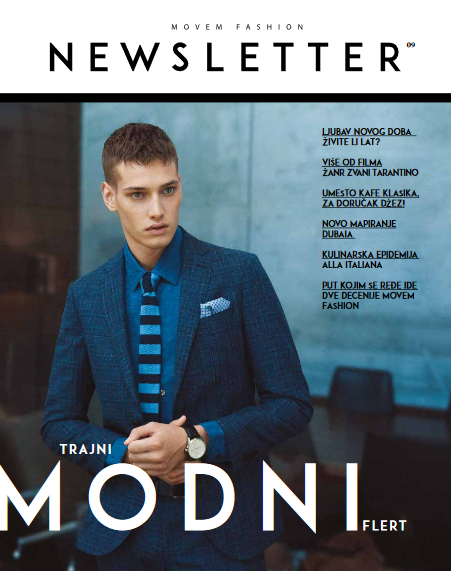 MOVEM FASHION
NEWSLETTER 09
LJUBAV NOVOG DOBA
ŽIVITE LI LAT?
VIŠE OD FILMA
ŽANR ZVANI TARANTINO
UMESTO KAFE KLASIKA,
ZA DORUČAK DŽEZ!
NOVO MAPIRANJE
DUBAIA
KULINARSKA EPIDEMIJA
ALLA ITALIANA
PUT KOJIM SE REĐE IDE
DVE DECENIJE MOVEM
FASHION
TRAJNI
MODNI
FLERT